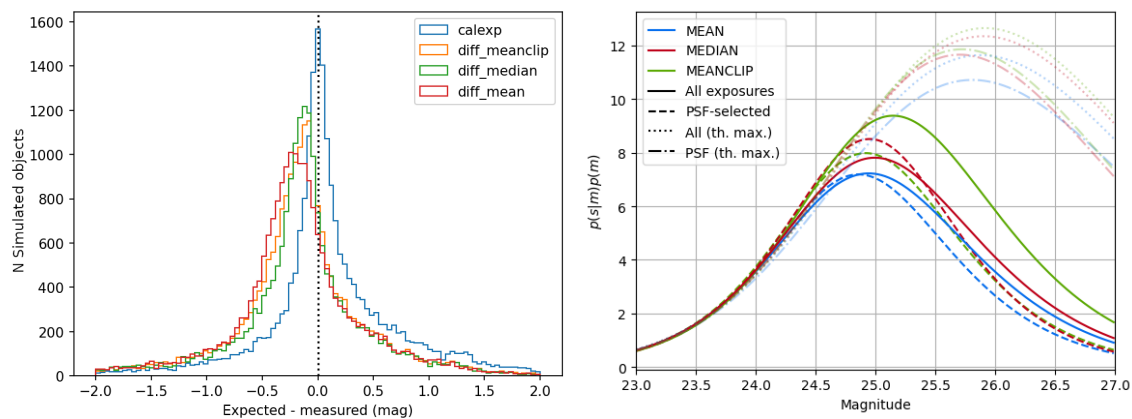 1600
1400
1200
1000
800
600
400
200
0
N Simulated objects
calexp
diff_meanclip
diff_median
diff_mean
−2.0 −1.5 −1.0 −0.5 0.0 0.5 1.0 1.5 2.0
Expected - measured (mag)
12
10
8
6
4
2
0
p(s|m)p(m)
MEAN
MEDIAN
MEANCLIP
All exposures
PSF-selected
All (th. max.)
PSF (th. max.)
23.0 23.5 24.0 24.5 25.0 25.5 26.0 26.5 27.0
Magnitude